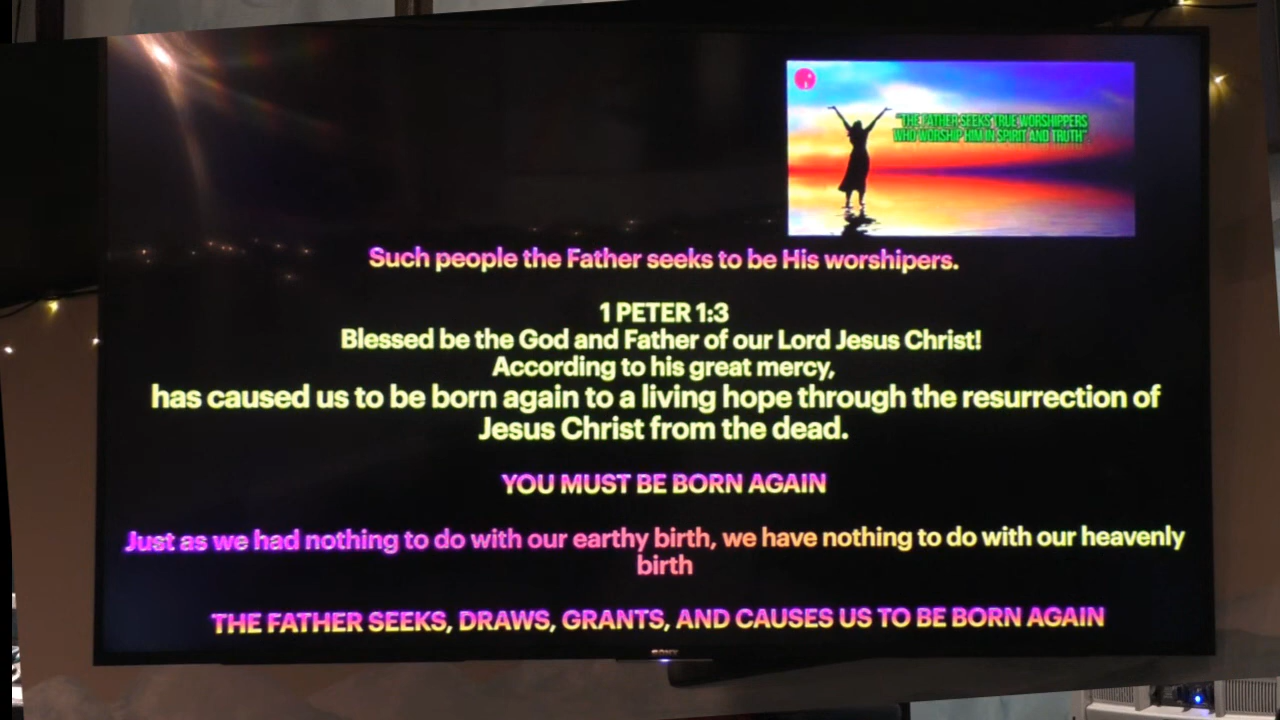 "THE FATHER SEEKS TRUE WORSHIPPERS
WHO WORSHIP HIM IN SPIRIT AND TRUTH"
Such people the Father seeks to be His worshipers.
1 PETER 1:3
Blessed be the God and Father of our Lord Jesus Christ!
According to his great mercy,
has caused us to be born again to a living hope through the resurrection of
Jesus Christ from the dead.
YOU MUST BE BORN AGAIN
Just as we had nothing to do with our earthy birth, we have nothing to do with our heavenly
birth
THE FATHER SEEKS, DRAWS, GRANTS, AND CAUSES US TO BE BORN AGAIN
SONY